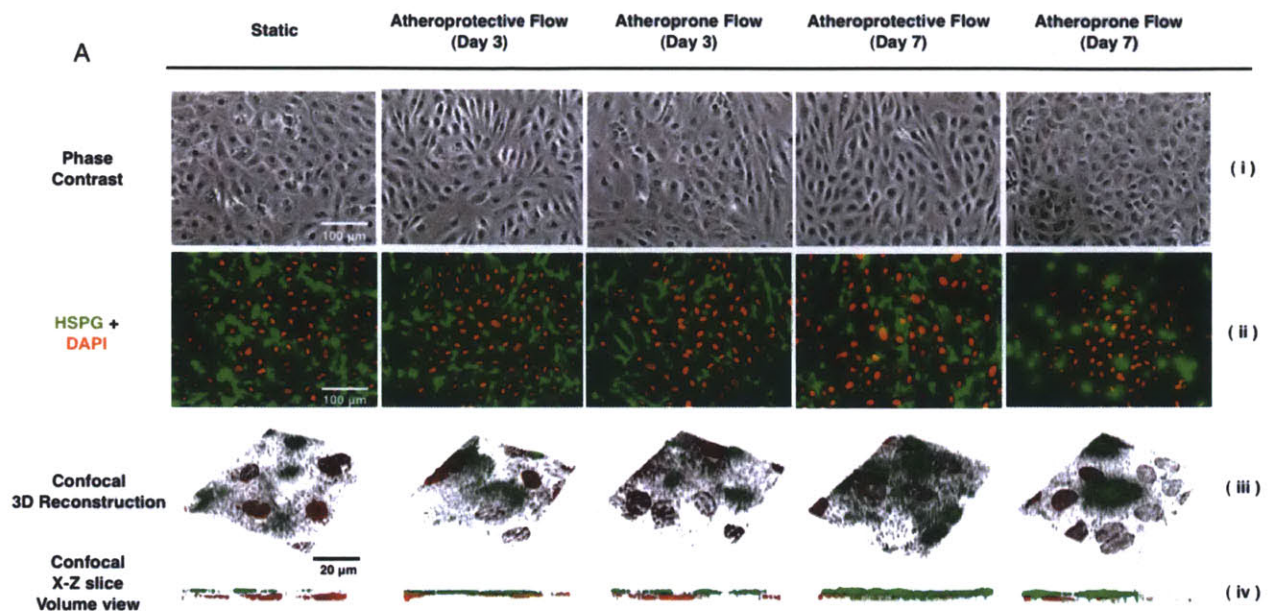 A
Static
Atheroprotective Flow
(Day 3)
Atheroprone Flow
(Day 3)
Atheroprotective Flow
(Day 7)
Atheroprone Flow
(Day 7)
Phase
Contrast
100 µm
( i )
HSPG +
DAPI
100 µm
( ii )
Confocal
3D Reconstruction
20 µm
( iii )
Confocal
X-Z slice
Volume view
( iv )